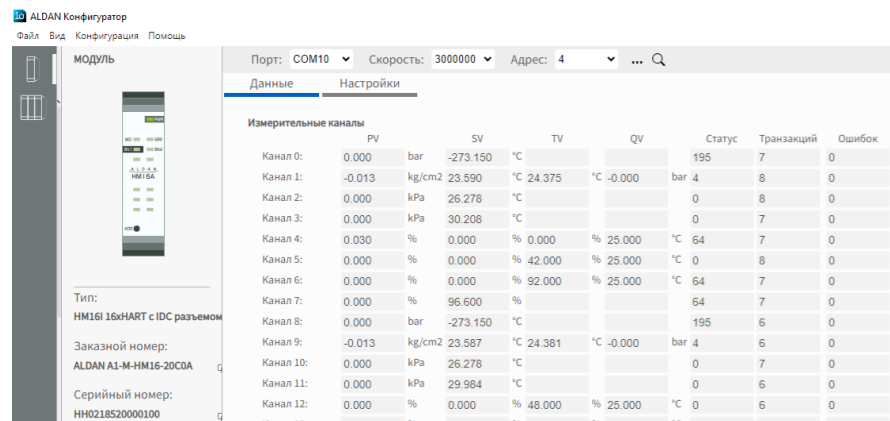 ALDAN Конфигуратор
Файл Вид Конфигурация Помощь
МОДУЛЬ
Порт: COM10 Скорость: 3000000 Адрес: 4 ...
Данные Настройки
Измерительные каналы
PV SV TV QV Статус Транзакций Ошибок
Канал 0: 0.000 bar -273.150 °C 195 7 0
Канал 1: -0.013 kg/cm2 23.590 °C 24.375 °C -0.000 bar 4 8 0
Канал 2: 0.000 kPa 26.278 °C 0 8 0
Канал 3: 0.000 kPa 30.208 °C 0 7 0
Канал 4: 0.030 % 0.000 % 0.000 % 25.000 °C 64 7 0
Канал 5: 0.000 % 0.000 % 42.000 % 25.000 °C 0 8 0
Канал 6: 0.000 % 0.000 % 92.000 % 25.000 °C 64 7 0
Канал 7: 0.000 % 96.600 % 64 7 0
Канал 8: 0.000 bar -273.150 °C 195 6 0
Канал 9: -0.013 kg/cm2 23.587 °C 24.381 °C -0.000 bar 4 6 0
Канал 10: 0.000 kPa 26.278 °C 0 7 0
Канал 11: 0.000 kPa 29.984 °C 0 6 0
Канал 12: 0.000 % 0.000 % 48.000 % 25.000 °C 0 6 0
ALDAN
HM16A
Тип:
HM16I 16xHART с IDC разъемом
Заказной номер:
ALDAN A1-M-HM16-20C0A
Серийный номер:
HH0218520000100